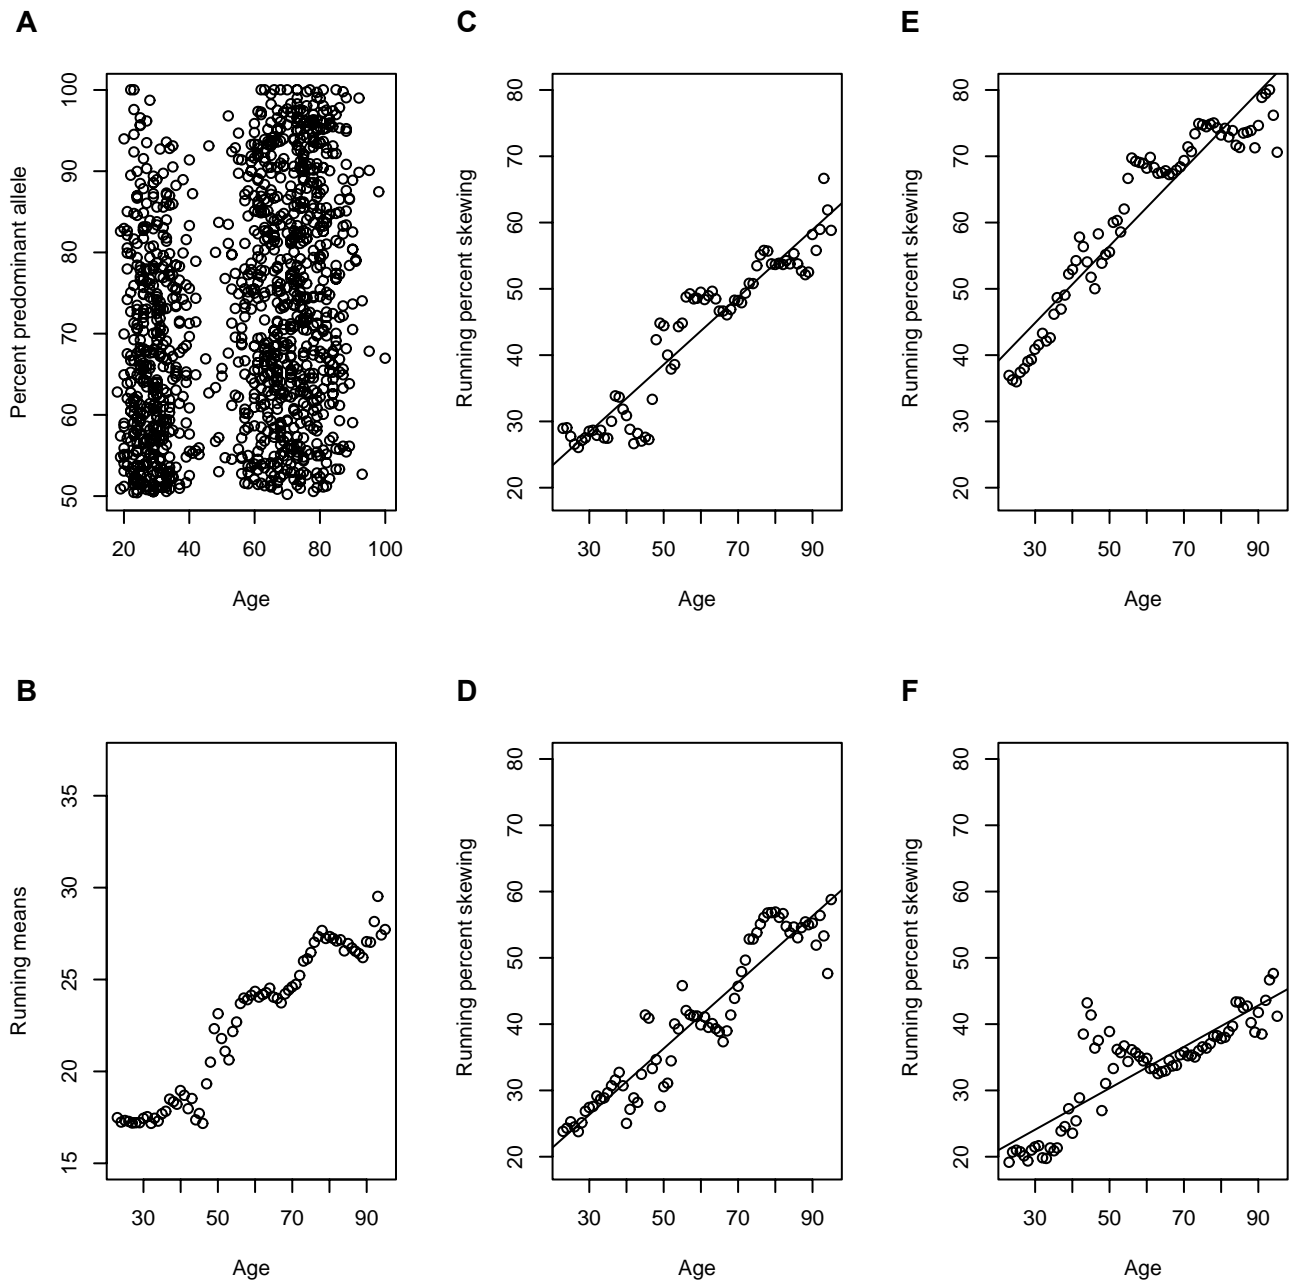 A
Percent predominant allele
50 60 70 80 90 100
20 40 60 80 100
Age
C
Running percent skewing
20 30 40 50 60 70 80
30 50 70 90
Age
E
Running percent skewing
20 30 40 50 60 70 80
30 50 70 90
Age
B
Running means
15 20 25 30 35
30 50 70 90
Age
D
Running percent skewing
20 30 40 50 60 70 80
30 50 70 90
Age
F
Running percent skewing
20 30 40 50 60 70 80
30 50 70 90
Age